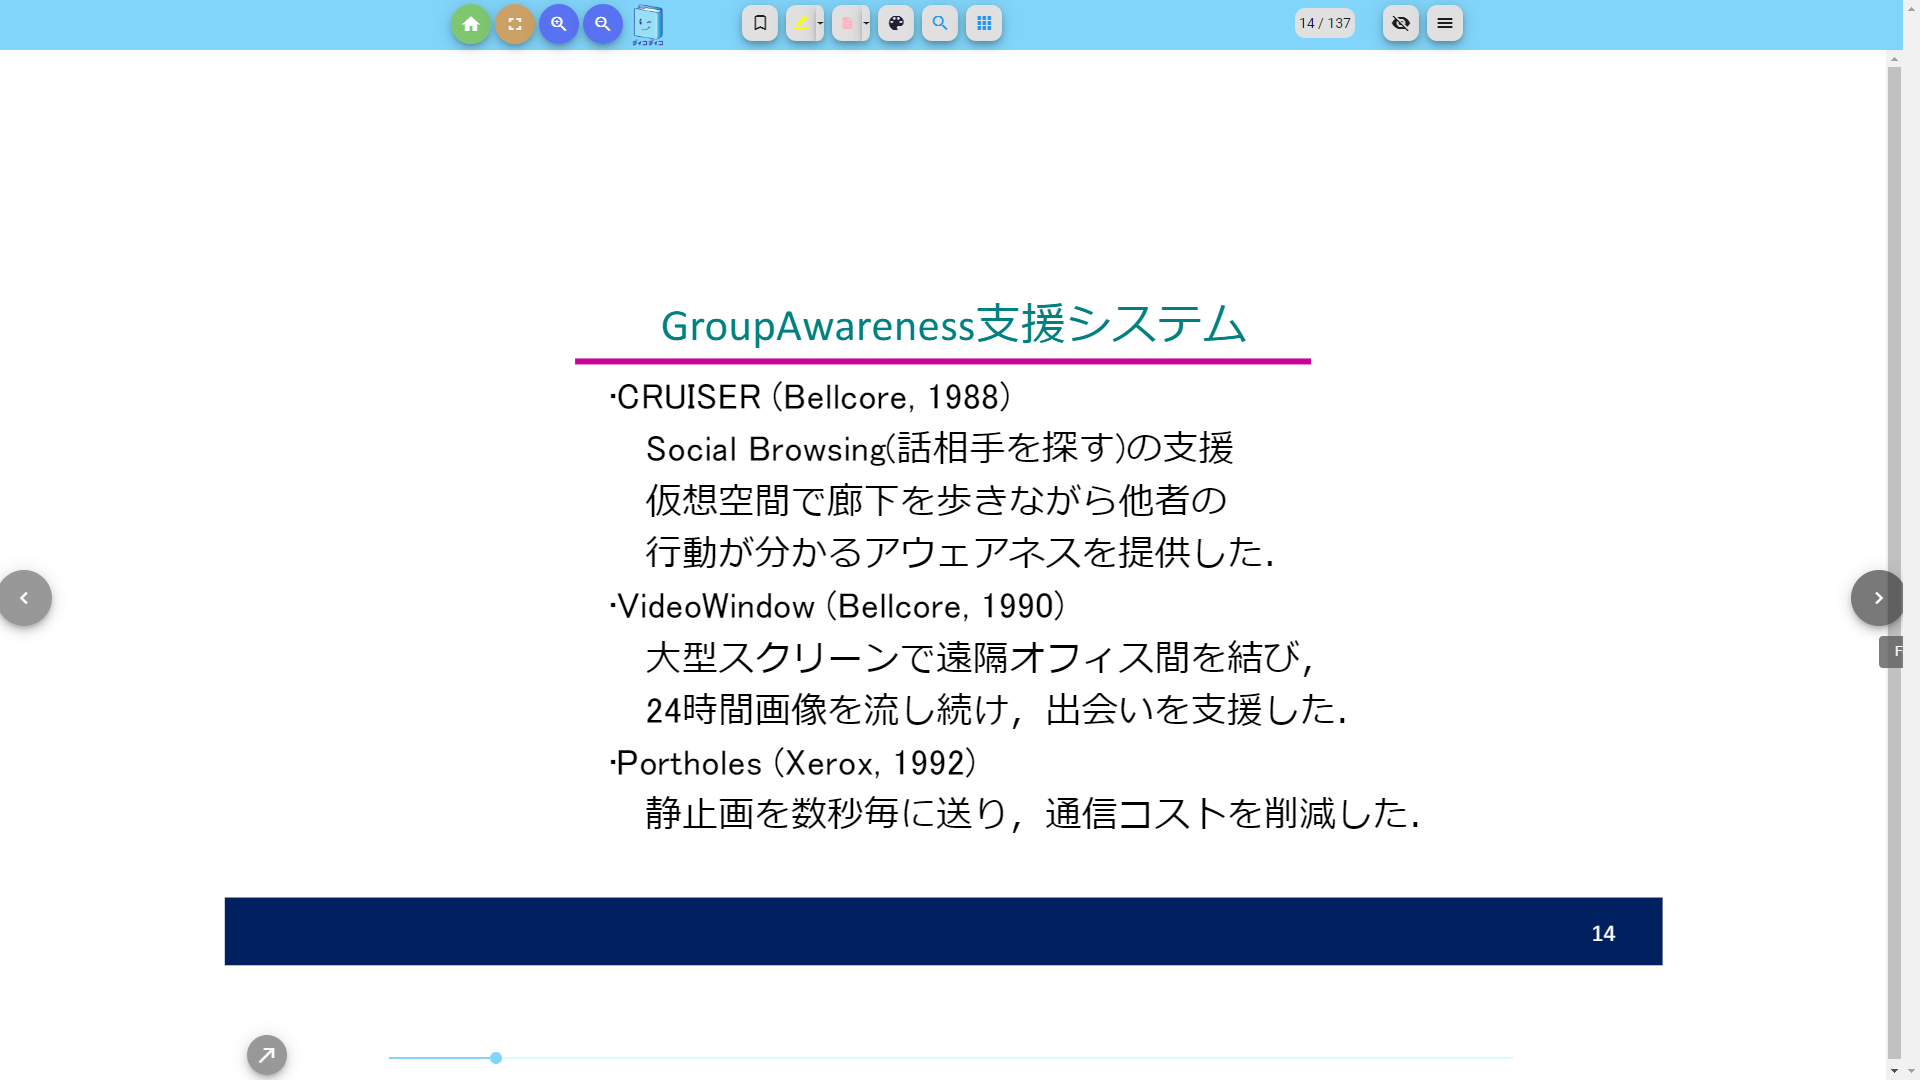 ダィコダィコ
14 / 137
GroupAwareness支援システム
･CRUISER (Bellcore, 1988)
Social Browsing(話相手を探す)の支援
仮想空間で廊下を歩きながら他者の
行動が分かるアウェアネスを提供した．
･VideoWindow (Bellcore, 1990)
大型スクリーンで遠隔オフィス間を結び，
24時間画像を流し続け，出会いを支援した．
･Portholes (Xerox, 1992)
静止画を数秒毎に送り，通信コストを削減した．
F
14